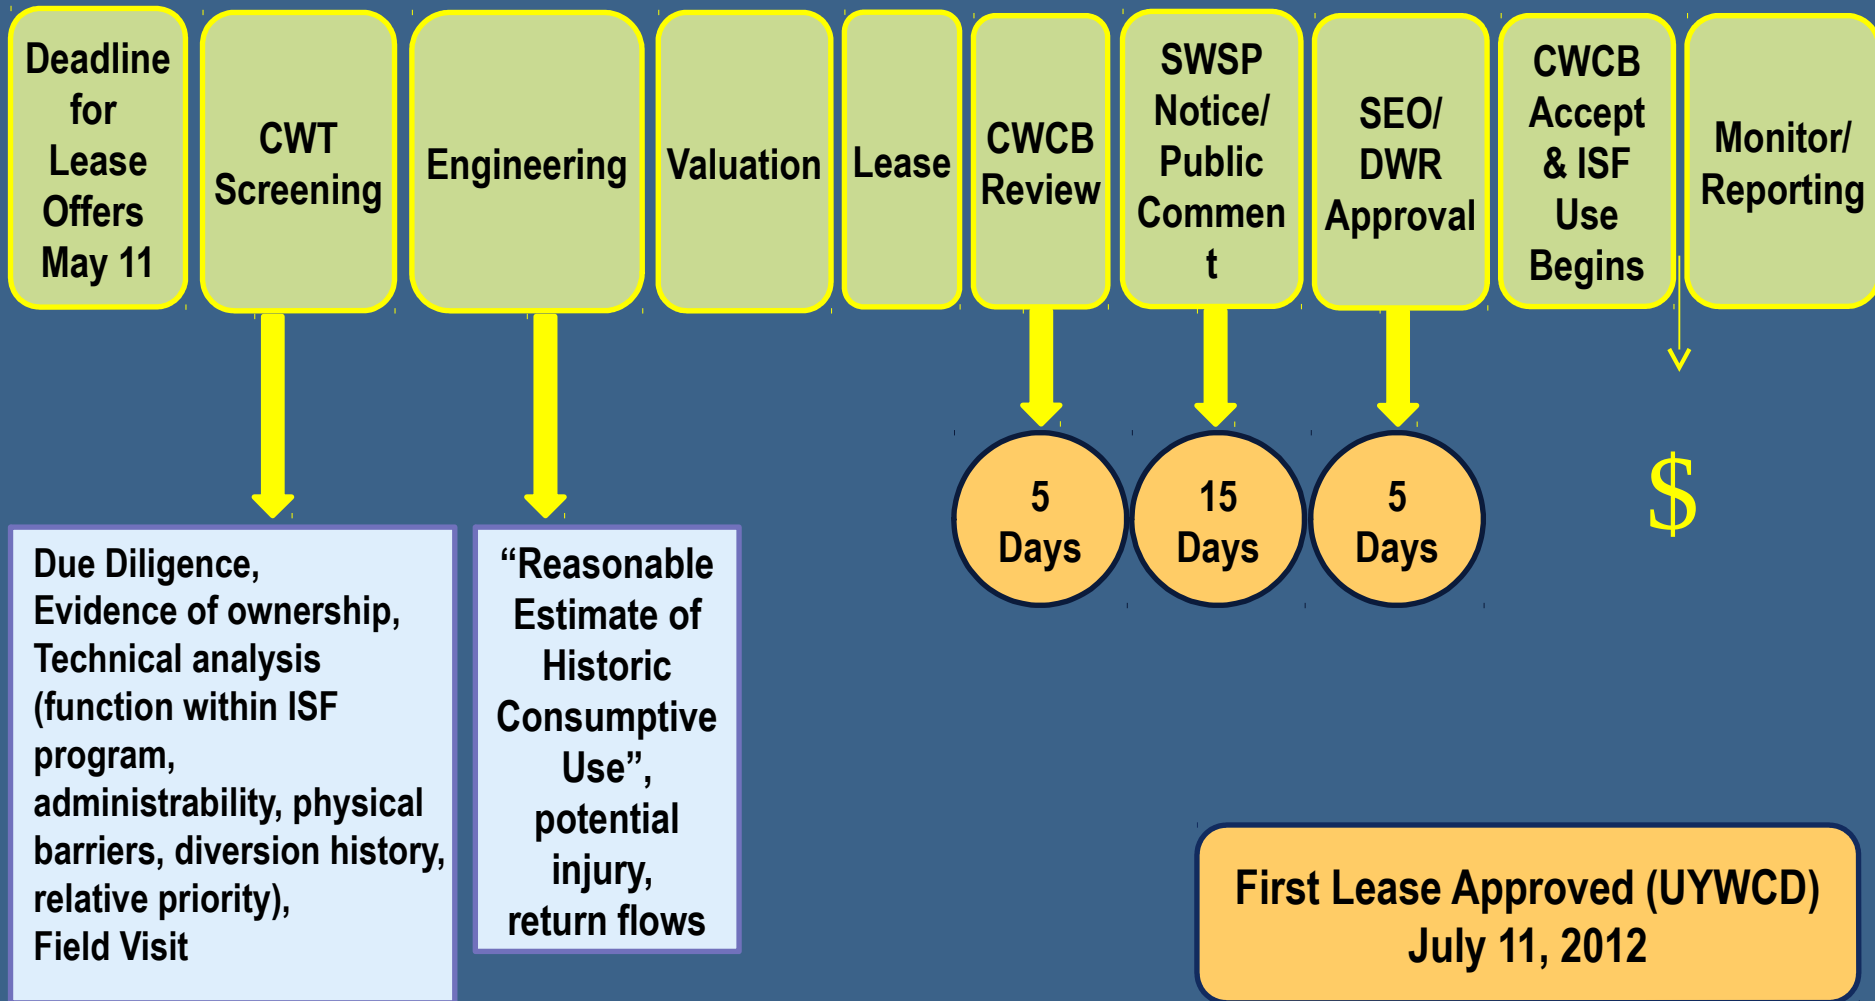 Deadline
for
Lease
Offers
May 11
CWT
Screening
Engineering
Valuation
Lease
CWCB
Review
SWSP
Notice/
Public
Commen
t
SEO/
DWR
Approval
CWCB
Accept
& ISF
Use
Begins
Monitor/
Reporting
5
Days
15
Days
5
Days
$
Due Diligence,
Evidence of ownership,
Technical analysis
(function within ISF
program,
administrability, physical
barriers, diversion history,
relative priority),
Field Visit
“Reasonable
Estimate of
Historic
Consumptive
Use”,
potential
injury,
return flows
First Lease Approved (UYWCD)
July 11, 2012